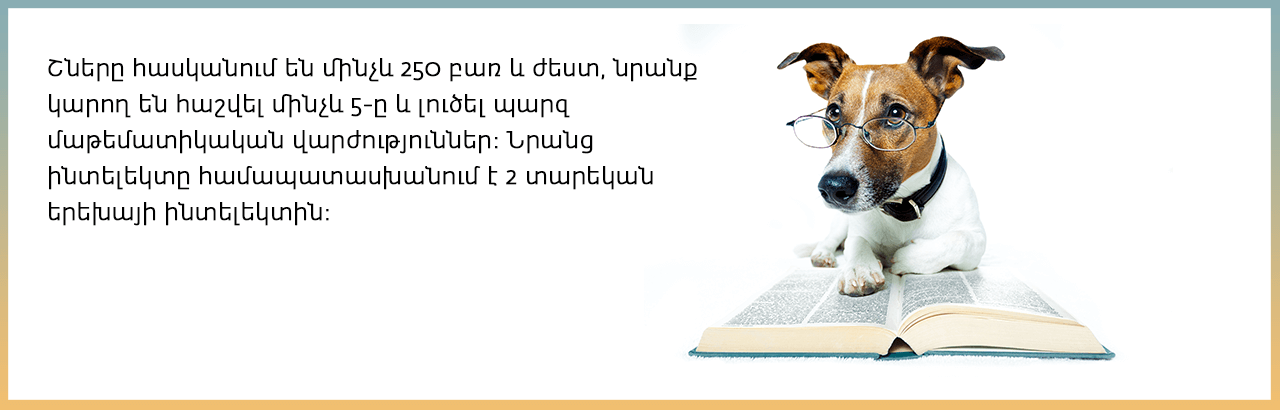 Շները հասկանում են մինչև 250 բառ և ժեստ, նրանք
կարող են հաշվել մինչև 5-ը և լուծել պարզ
մաթեմատիկական վարժություններ: Նրանց
ինտելեկտը համապատասխանում է 2 տարեկան
երեխայի ինտելեկտին: